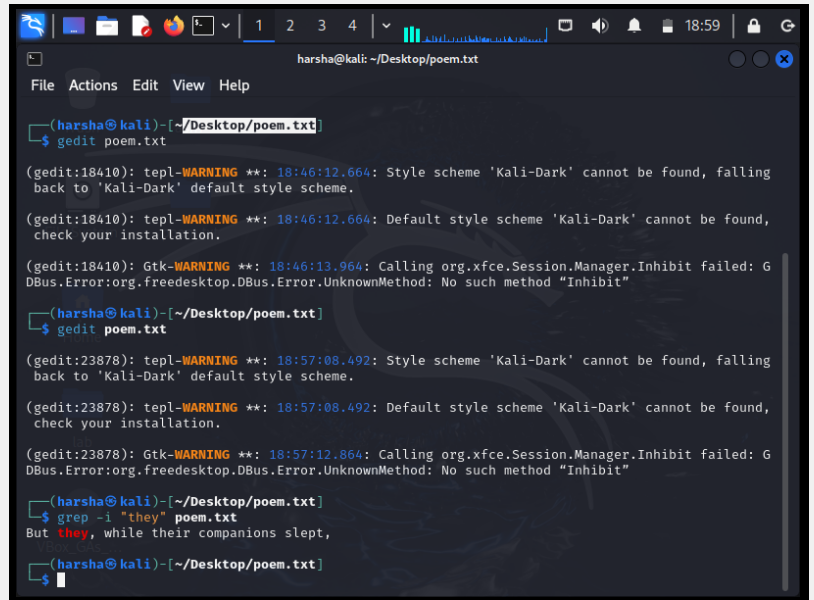 1 2 3 4 18:59
harsha@kali: ~/Desktop/poem.txt
File Actions Edit View Help
(harsha㉿kali)-[~/Desktop/poem.txt]
$ gedit poem.txt
(gedit:18410): tepl-WARNING **: 18:46:12.664: Style scheme 'Kali-Dark' cannot be found, falling
back to 'Kali-Dark' default style scheme.
(gedit:18410): tepl-WARNING **: 18:46:12.664: Default style scheme 'Kali-Dark' cannot be found,
check your installation.
(gedit:18410): Gtk-WARNING **: 18:46:13.964: Calling org.xfce.Session.Manager.Inhibit failed: G
DBus.Error:org.freedesktop.DBus.Error.UnknownMethod: No such method “Inhibit”
(harsha㉿kali)-[~/Desktop/poem.txt]
$ gedit poem.txt
(gedit:23878): tepl-WARNING **: 18:57:08.492: Style scheme 'Kali-Dark' cannot be found, falling
back to 'Kali-Dark' default style scheme.
(gedit:23878): tepl-WARNING **: 18:57:08.492: Default style scheme 'Kali-Dark' cannot be found,
check your installation.
(gedit:23878): Gtk-WARNING **: 18:57:12.864: Calling org.xfce.Session.Manager.Inhibit failed: G
DBus.Error:org.freedesktop.DBus.Error.UnknownMethod: No such method “Inhibit”
(harsha㉿kali)-[~/Desktop/poem.txt]
$ grep -i "they" poem.txt
But they, while their companions slept,
(harsha㉿kali)-[~/Desktop/poem.txt]
$